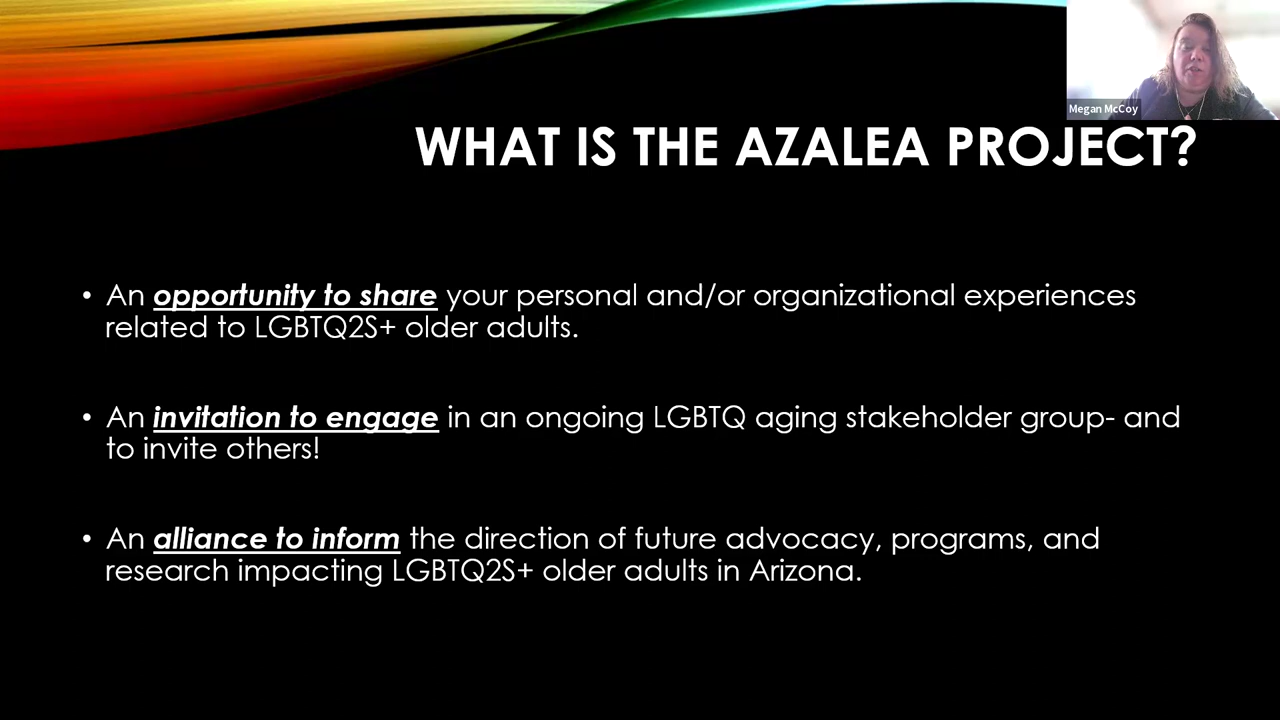 Megan McCoy
WHAT IS THE AZALEA PROJECT?
• An opportunity to share your personal and/or organizational experiences
related to LGBTQ2S+ older adults.
• An invitation to engage in an ongoing LGBTQ aging stakeholder group- and
to invite others!
• An alliance to inform the direction of future advocacy, programs, and
research impacting LGBTQ2S+ older adults in Arizona.